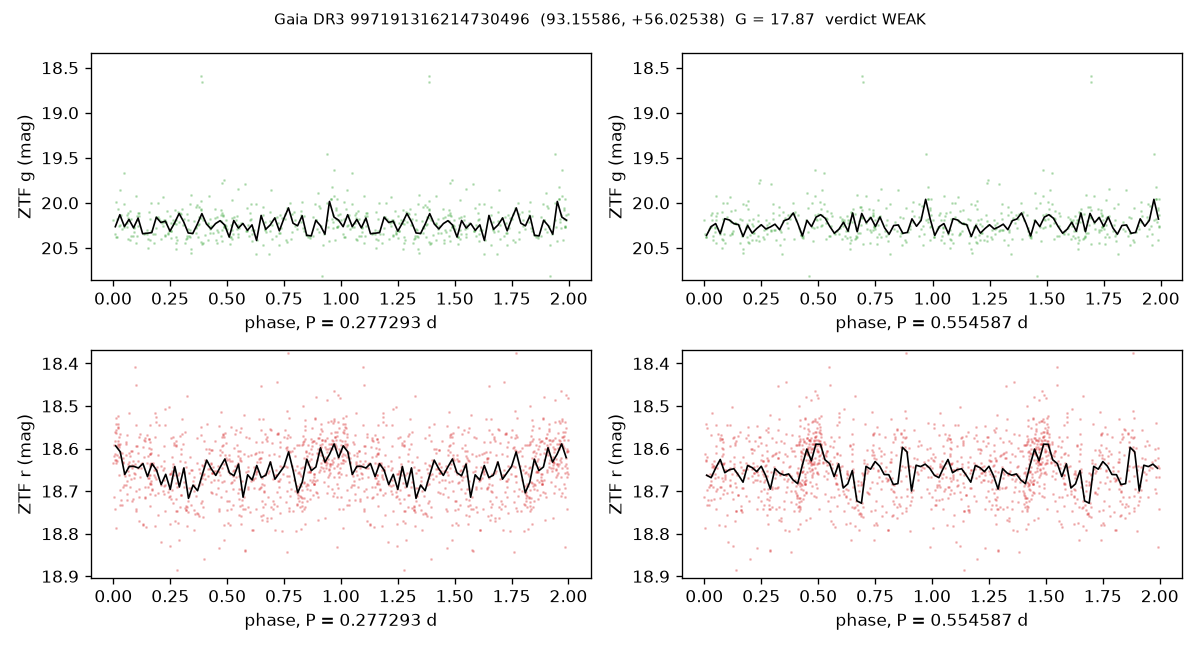 Gaia DR3 997191316214730496 (93.15586, +56.02538) G = 17.87 verdict WEAK
18.5
19.0
19.5
20.0
20.5
ZTF g (mag)
0.00 0.25 0.50 0.75 1.00 1.25 1.50 1.75 2.00
phase, P = 0.277293 d
18.5
19.0
19.5
20.0
20.5
ZTF g (mag)
0.00 0.25 0.50 0.75 1.00 1.25 1.50 1.75 2.00
phase, P = 0.554587 d
18.4
18.5
18.6
18.7
18.8
18.9
ZTF r (mag)
0.00 0.25 0.50 0.75 1.00 1.25 1.50 1.75 2.00
phase, P = 0.277293 d
18.4
18.5
18.6
18.7
18.8
18.9
ZTF r (mag)
0.00 0.25 0.50 0.75 1.00 1.25 1.50 1.75 2.00
phase, P = 0.554587 d